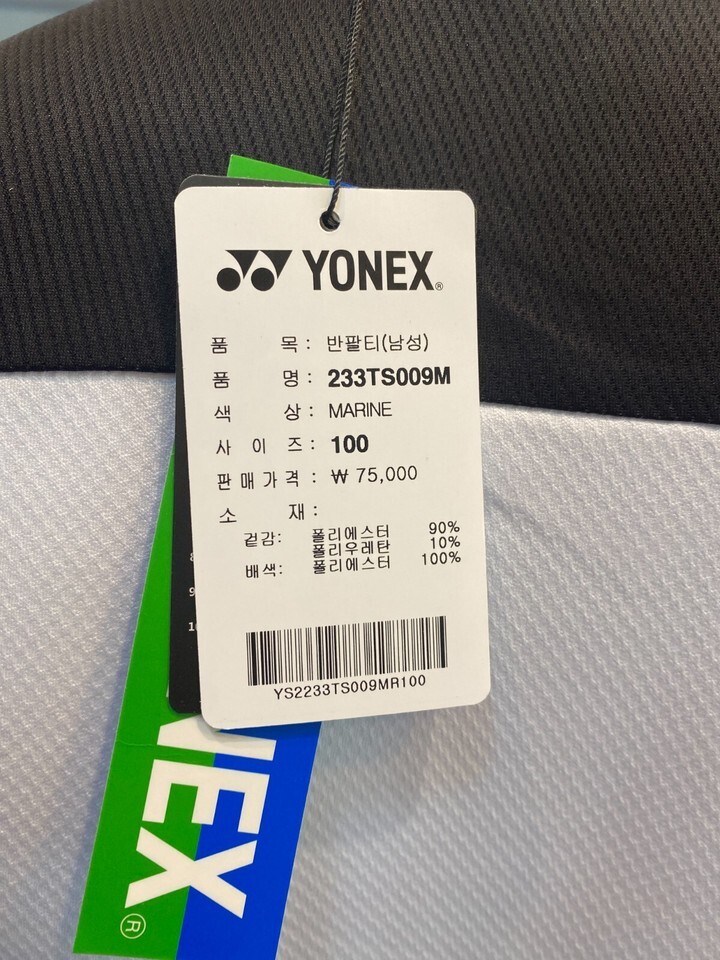 YONEX®
품 목 : 반팔티(남성)
품 명 : 233TS009M
색 상 : MARINE
사 이 즈 : 100
판 매 가 격 : ₩ 75,000
소 재 :
겉감: 폴리에스터 90%
폴리우레탄 10%
배색: 폴리에스터 100%
YS2233TS009MR100
NEX®